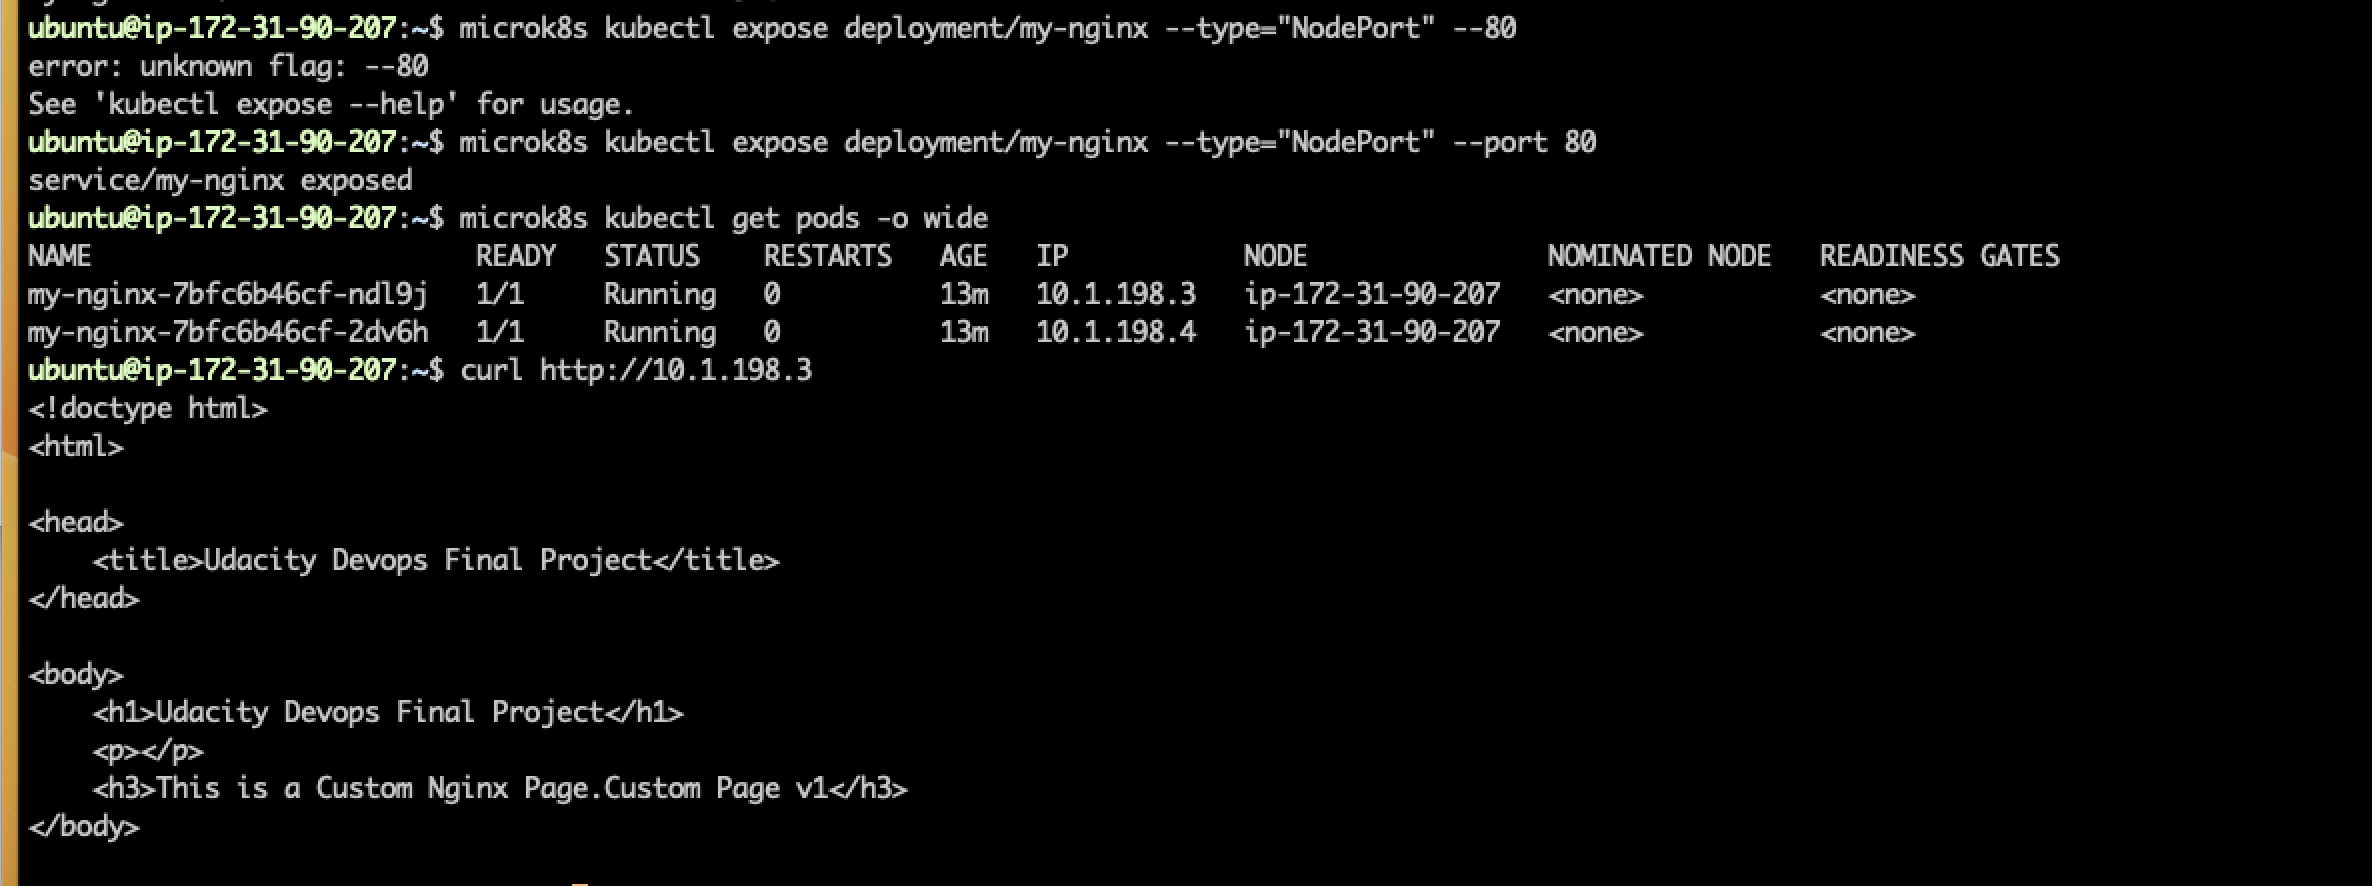 ubuntu@ip-172-31-90-207:~$ microk8s kubectl expose deployment/my-nginx --type="NodePort" --80
error: unknown flag: --80
See 'kubectl expose --help' for usage.
ubuntu@ip-172-31-90-207:~$ microk8s kubectl expose deployment/my-nginx --type="NodePort" --port 80
service/my-nginx exposed
ubuntu@ip-172-31-90-207:~$ microk8s kubectl get pods -o wide
NAME                        READY   STATUS    RESTARTS   AGE   IP           NODE               NOMINATED NODE   READINESS GATES
my-nginx-7bfc6b46cf-ndl9j   1/1     Running   0          13m   10.1.198.3   ip-172-31-90-207   <none>           <none>
my-nginx-7bfc6b46cf-2dv6h   1/1     Running   0          13m   10.1.198.4   ip-172-31-90-207   <none>           <none>
ubuntu@ip-172-31-90-207:~$ curl http://10.1.198.3
<!doctype html>
<html>
<head>
    <title>Udacity Devops Final Project</title>
</head>
<body>
    <h1>Udacity Devops Final Project</h1>
    <p></p>
    <h3>This is a Custom Nginx Page.Custom Page v1</h3>
</body>